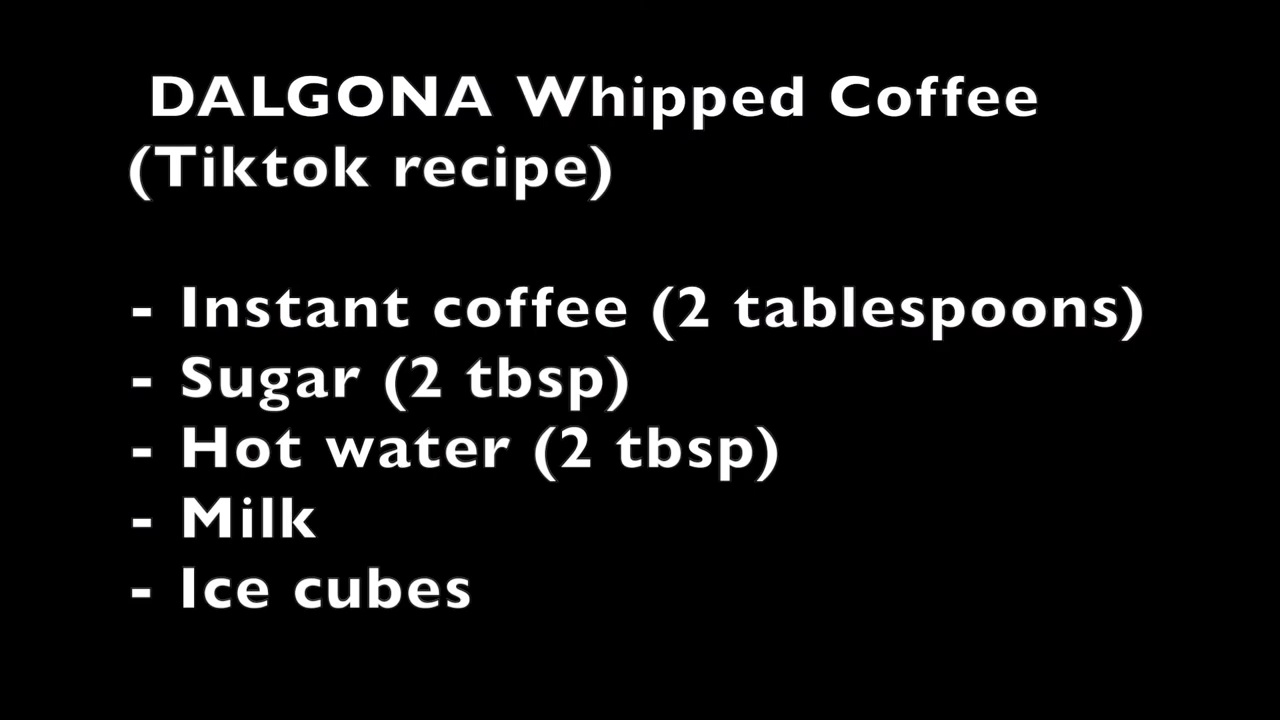 DALGONA Whipped Coffee
(Tiktok recipe)
- Instant coffee (2 tablespoons)
- Sugar (2 tbsp)
- Hot water (2 tbsp)
- Milk
- Ice cubes